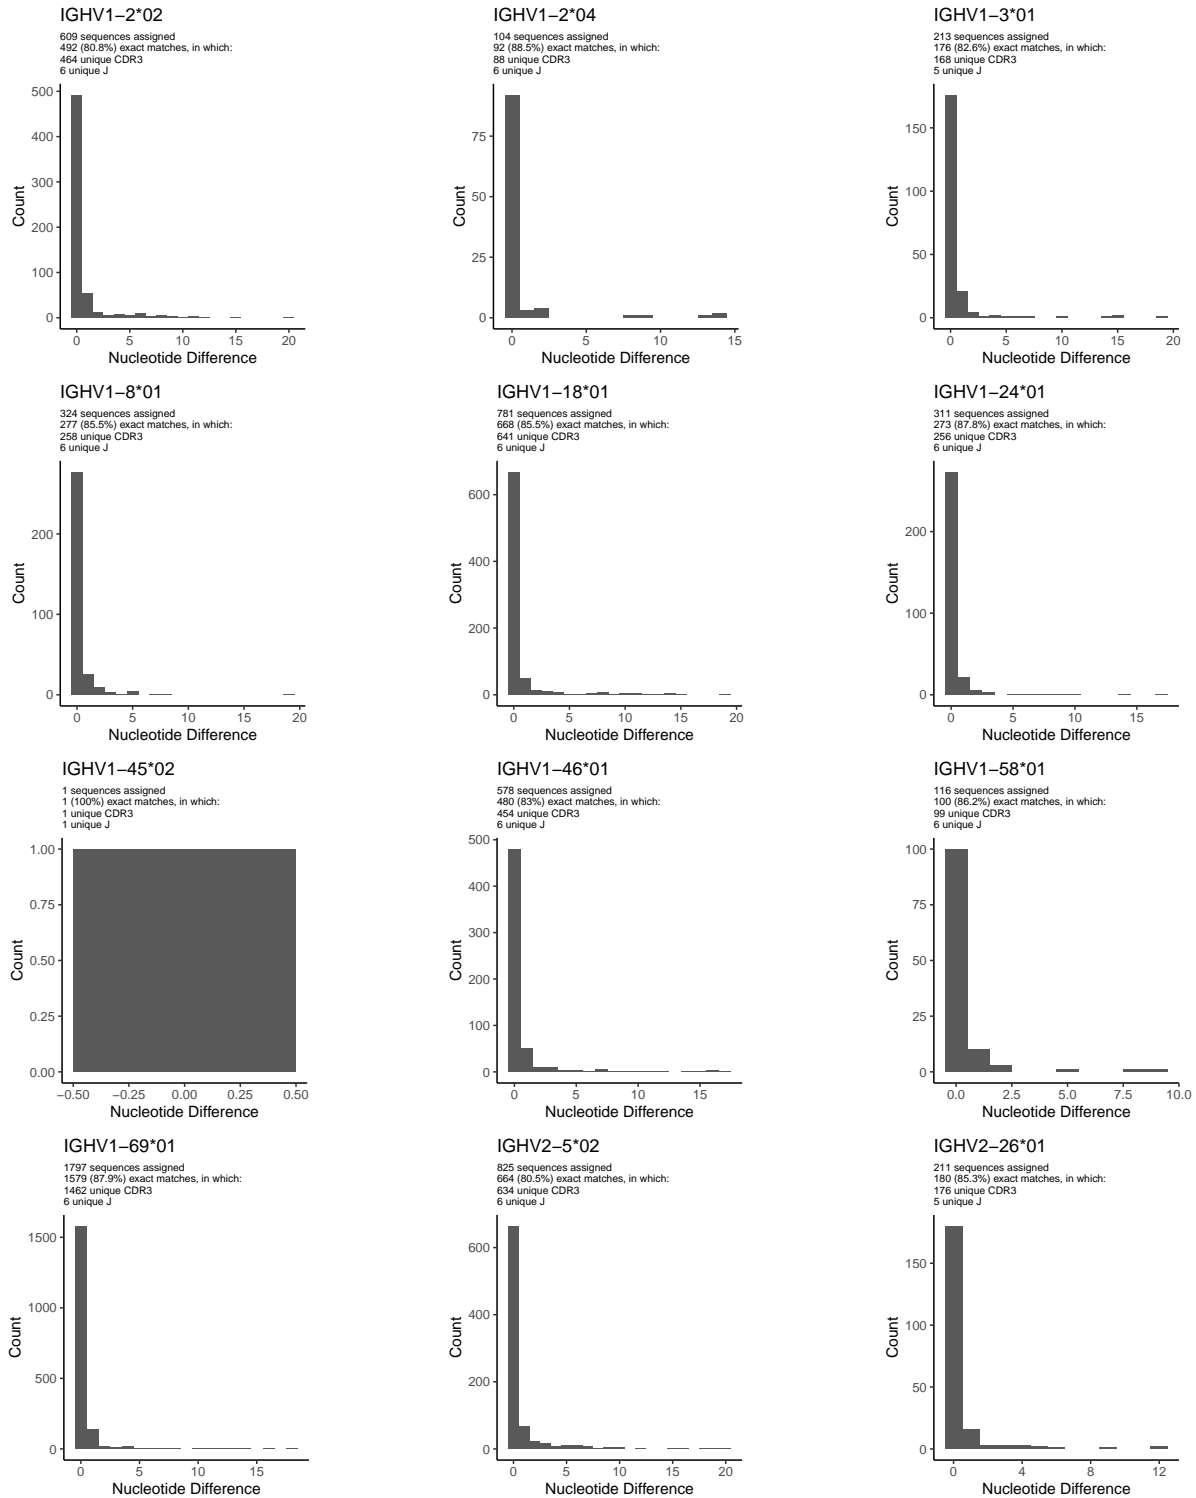 IGHV1−2*02
609 sequences assigned
492 (80.8%) exact matches, in which:
464 unique CDR3
6 unique J
500
400
300
200
100
0
Count
0 5 10 15 20
Nucleotide Difference
IGHV1−2*04
104 sequences assigned
92 (88.5%) exact matches, in which:
88 unique CDR3
6 unique J
75
50
25
0
Count
0 5 10 15
Nucleotide Difference
IGHV1−3*01
213 sequences assigned
176 (82.6%) exact matches, in which:
168 unique CDR3
5 unique J
150
100
50
0
Count
0 5 10 15 20
Nucleotide Difference
IGHV1−8*01
324 sequences assigned
277 (85.5%) exact matches, in which:
258 unique CDR3
6 unique J
200
100
0
Count
0 5 10 15 20
Nucleotide Difference
IGHV1−18*01
781 sequences assigned
668 (85.5%) exact matches, in which:
641 unique CDR3
6 unique J
600
400
200
0
Count
0 5 10 15 20
Nucleotide Difference
IGHV1−24*01
311 sequences assigned
273 (87.8%) exact matches, in which:
256 unique CDR3
6 unique J
200
100
0
Count
0 5 10 15
Nucleotide Difference
IGHV1−45*02
1 sequences assigned
1 (100%) exact matches, in which:
1 unique CDR3
1 unique J
1.00
0.75
0.50
0.25
0.00
Count
−0.50 −0.25 0.00 0.25 0.50
Nucleotide Difference
IGHV1−46*01
578 sequences assigned
480 (83%) exact matches, in which:
454 unique CDR3
6 unique J
500
400
300
200
100
0
Count
0 5 10 15
Nucleotide Difference
IGHV1−58*01
116 sequences assigned
100 (86.2%) exact matches, in which:
99 unique CDR3
6 unique J
100
75
50
25
0
Count
0.0 2.5 5.0 7.5 10.0
Nucleotide Difference
IGHV1−69*01
1797 sequences assigned
1579 (87.9%) exact matches, in which:
1462 unique CDR3
6 unique J
1500
1000
500
0
Count
0 5 10 15
Nucleotide Difference
IGHV2−5*02
825 sequences assigned
664 (80.5%) exact matches, in which:
634 unique CDR3
6 unique J
600
400
200
0
Count
0 5 10 15 20
Nucleotide Difference
IGHV2−26*01
211 sequences assigned
180 (85.3%) exact matches, in which:
176 unique CDR3
5 unique J
150
100
50
0
Count
0 4 8 12
Nucleotide Difference